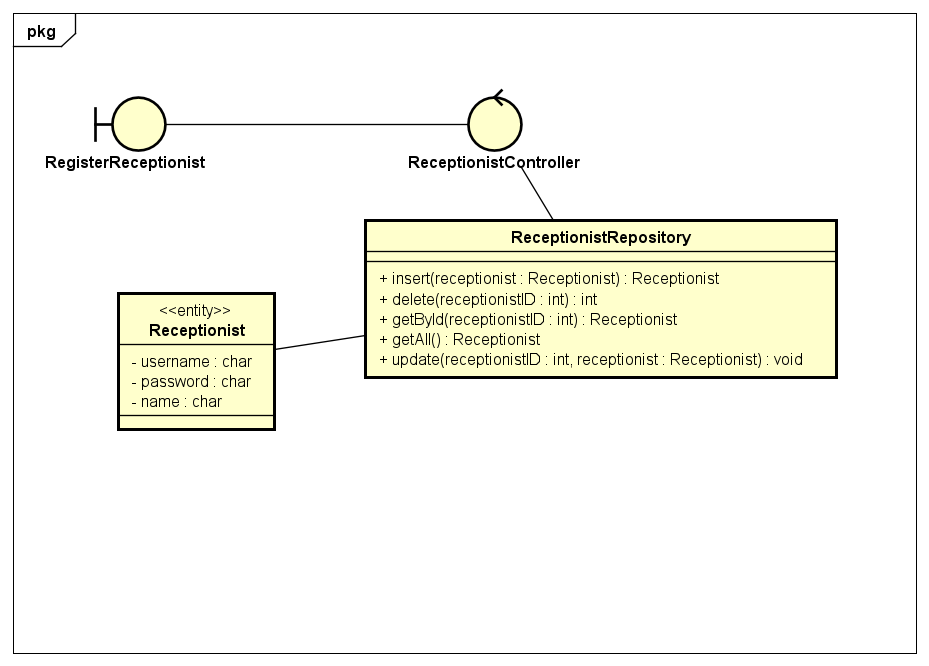 pkg
RegisterReceptionist
ReceptionistController
ReceptionistRepository
+ insert(receptionist : Receptionist) : Receptionist
+ delete(receptionistID : int) : int
+ getById(receptionistID : int) : Receptionist
+ getAll() : Receptionist
+ update(receptionistID : int, receptionist : Receptionist) : void
<<entity>>
Receptionist
- username : char
- password : char
- name : char